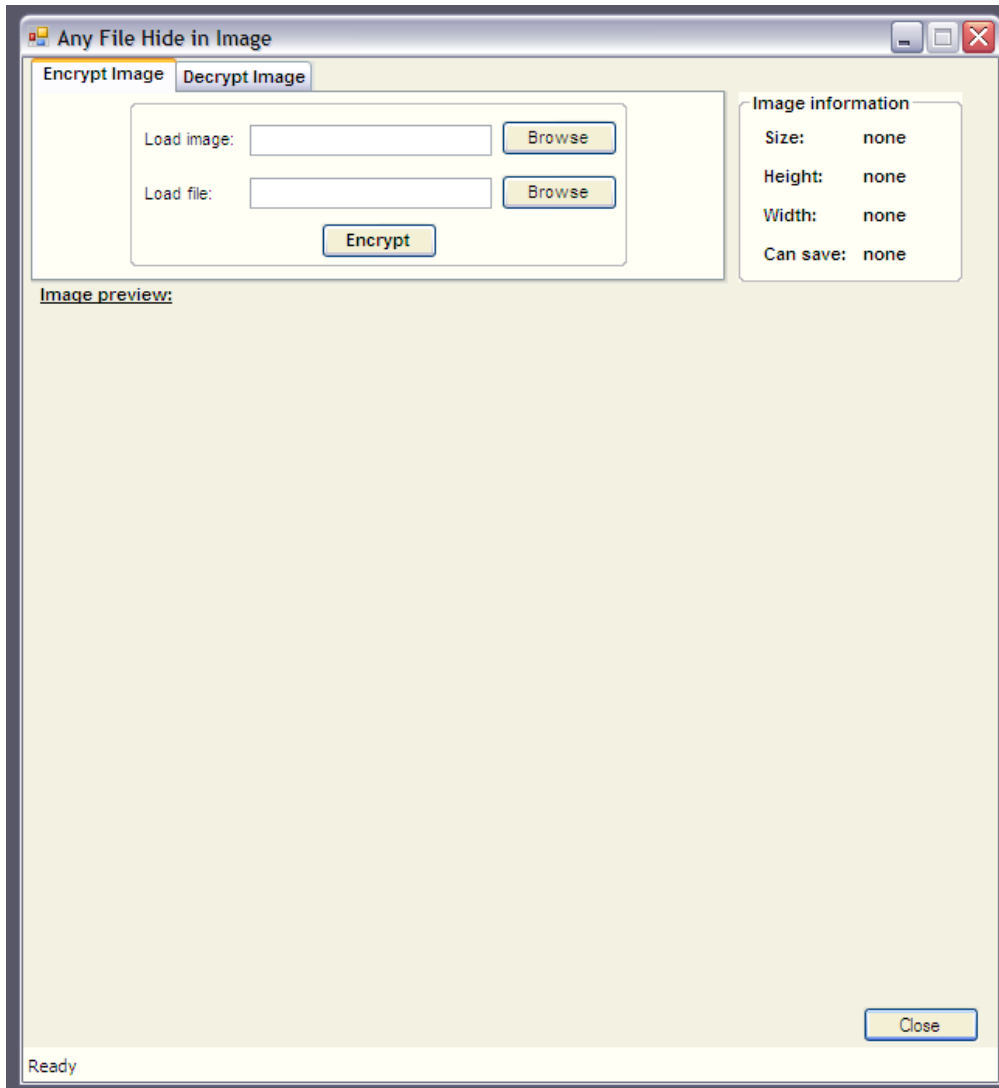 Any File Hide in Image
Encrypt Image Decrypt Image
Load image: Browse
Load file: Browse
Encrypt
Image information
Size: none
Height: none
Width: none
Can save: none
Image preview:
Close
Ready